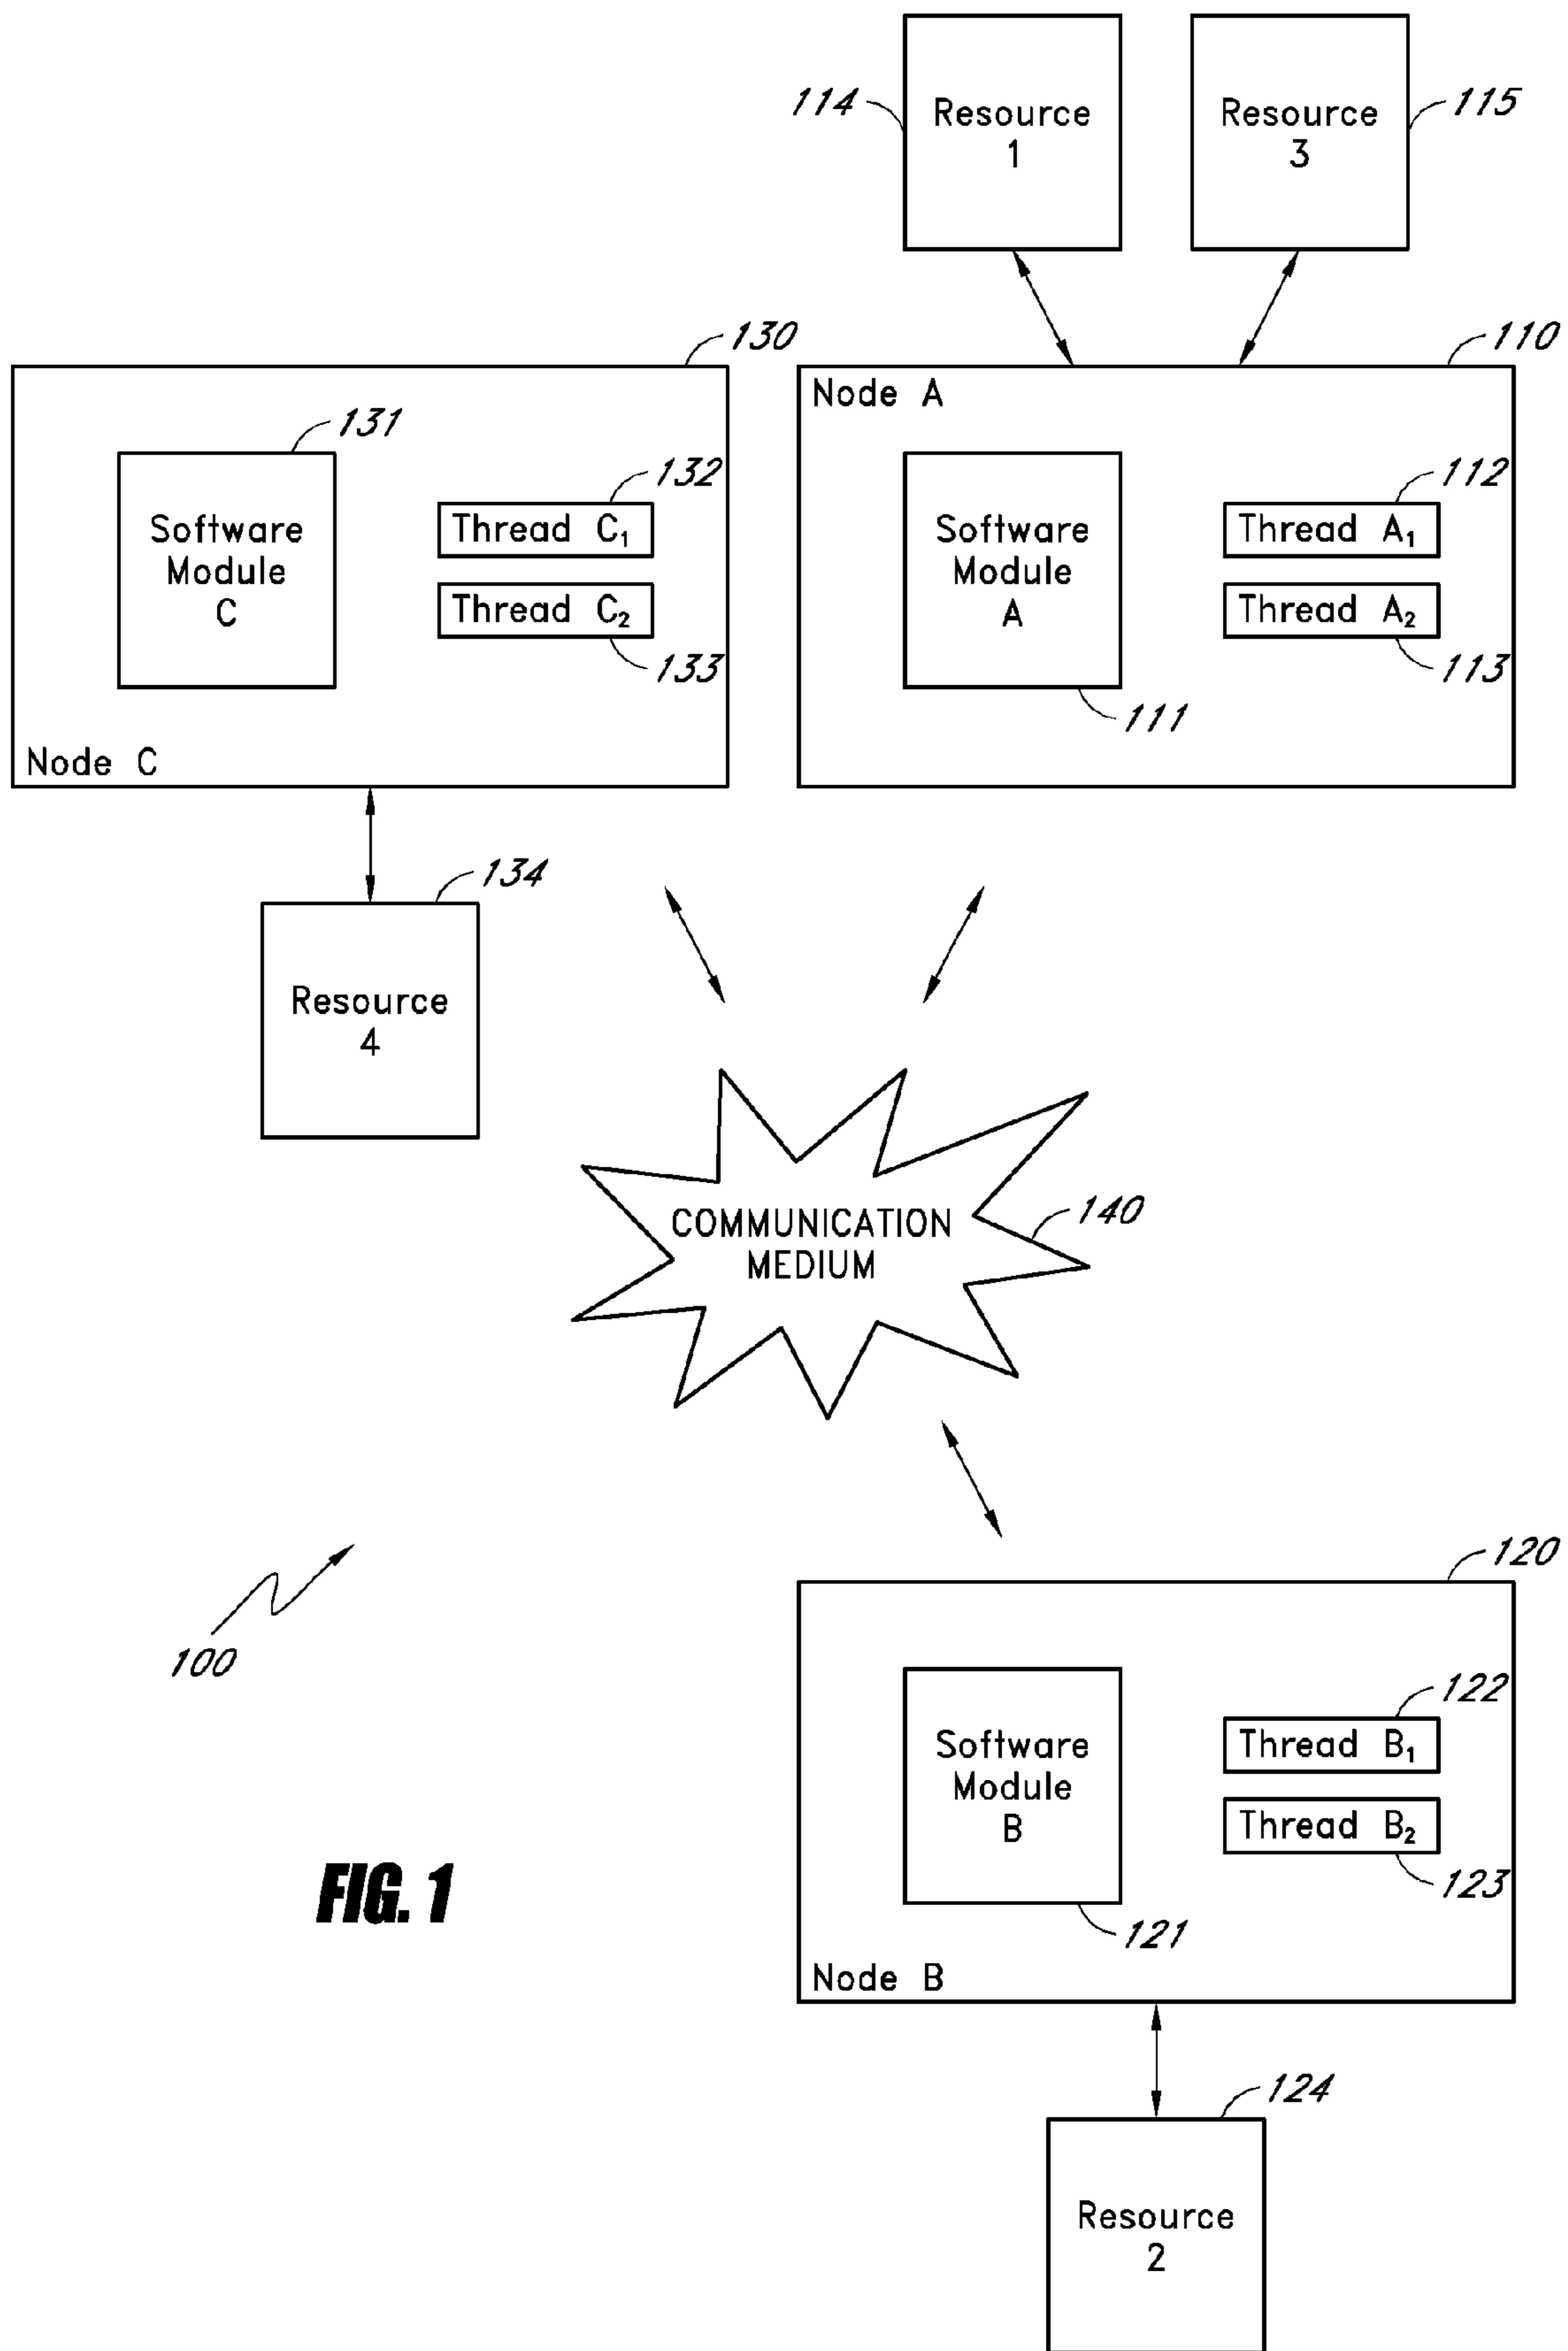 114
Resource
1
Resource
3
115
130
131
Software
Module
C
132
Thread C₁
Thread C₂
133
Node C
110
Node A
Software
Module
A
111
112
Thread A₁
Thread A₂
113
134
Resource
4
COMMUNICATION
MEDIUM
140
100
120
Software
Module
B
121
122
Thread B₁
Thread B₂
123
Node B
124
Resource
2
FIG. 1